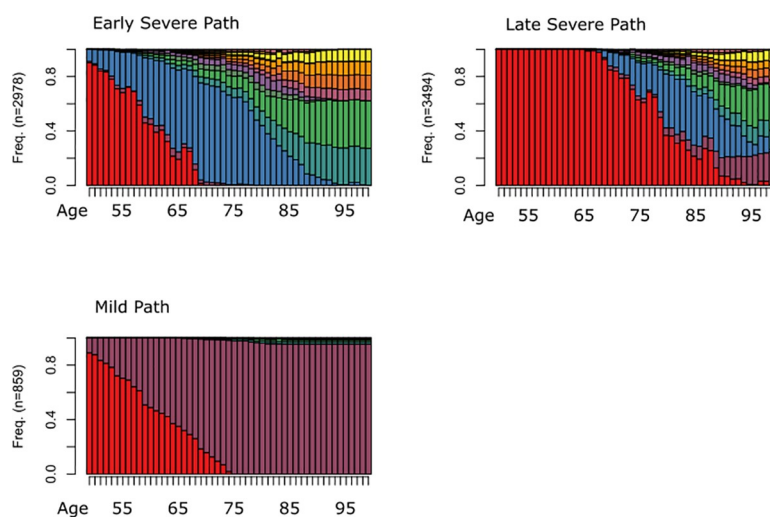 Early Severe Path
Freq. (n=2978)
0.0 0.4 0.8
Age 55 65 75 85 95
Late Severe Path
Freq. (n=3494)
0.0 0.4 0.8
Age 55 65 75 85 95
Mild Path
Freq. (n=859)
0.0 0.4 0.8
Age 55 65 75 85 95